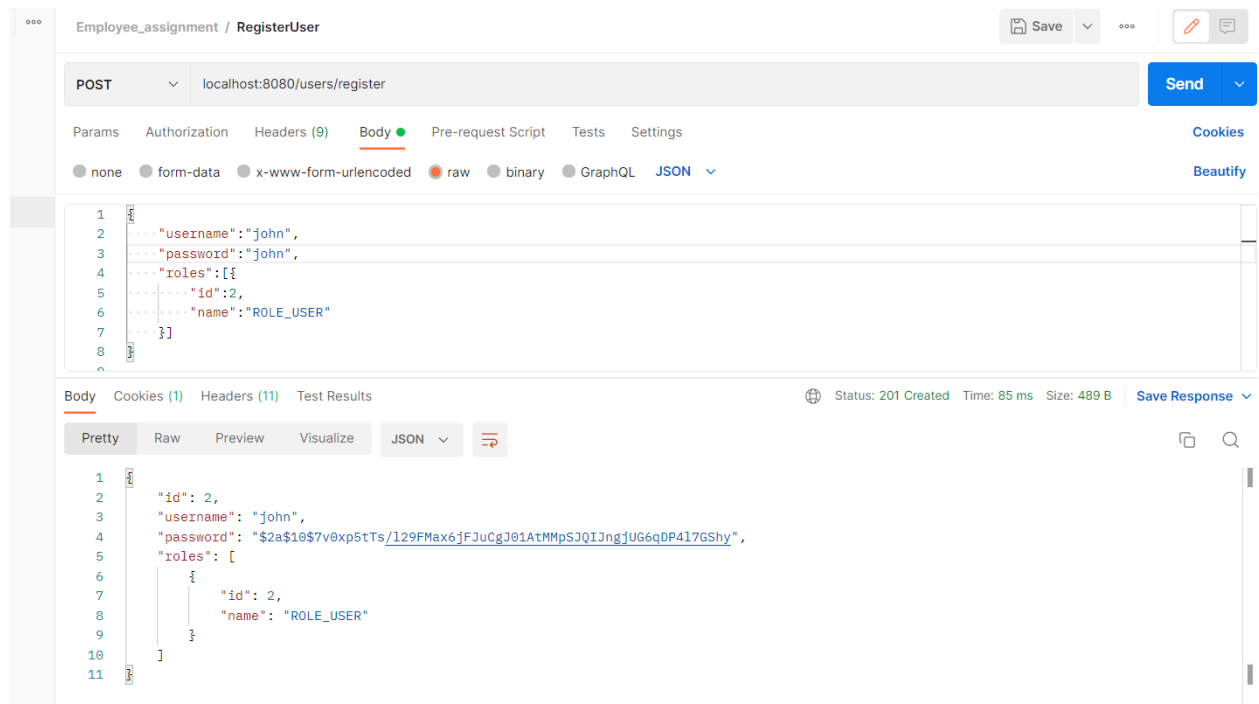 Employee_assignment / RegisterUser
Save
POST
localhost:8080/users/register
Send
Params Authorization Headers (9) Body Pre-request Script Tests Settings Cookies
none form-data x-www-form-urlencoded raw binary GraphQL JSON Beautify
1 {
2 "username":"john",
3 "password":"john",
4 "roles":[{
5 "id":2,
6 "name":"ROLE_USER"
7 }]
8 }
Body Cookies (1) Headers (11) Test Results Status: 201 Created Time: 85 ms Size: 489 B Save Response
Pretty Raw Preview Visualize JSON
1 {
2 "id": 2,
3 "username": "john",
4 "password": "$2a$10$7v0xp5tTs/l29FMax6jFJuCgJ01AtMMpSJQIJngjUG6qDP4l7GShy",
5 "roles": [
6 {
7 "id": 2,
8 "name": "ROLE_USER"
9 }
10 ]
11 }